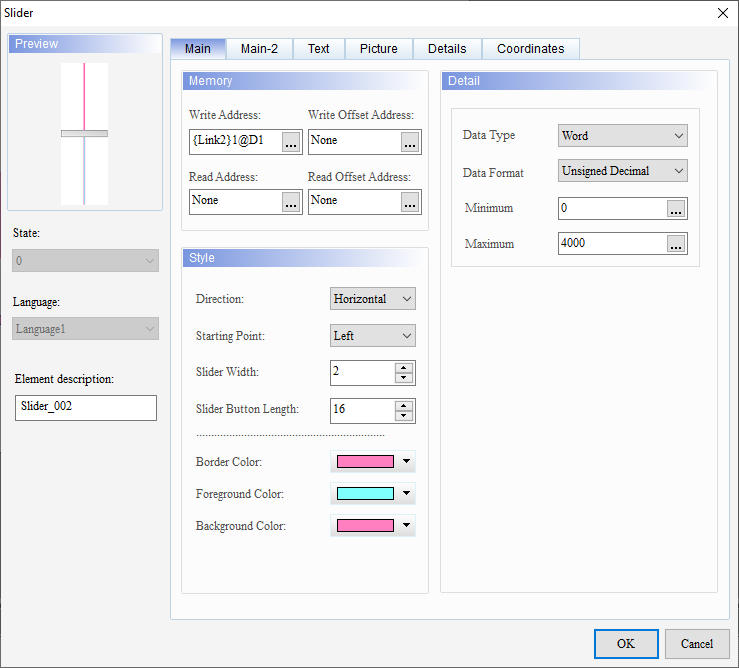 Slider
Preview
Main Main-2 Text Picture Details Coordinates
Memory
Write Address: Write Offset Address:
{Link2}1@D1 ... None ...
Read Address: Read Offset Address:
None ... None ...
Detail
Data Type Word
Data Format Unsigned Decimal
Minimum 0 ...
Maximum 4000 ...
State:
0
Language:
Language1
Element description:
Slider_002
Style
Direction: Horizontal
Starting Point: Left
Slider Width: 2
Slider Button Length: 16
Border Color:
Foreground Color:
Background Color:
OK Cancel